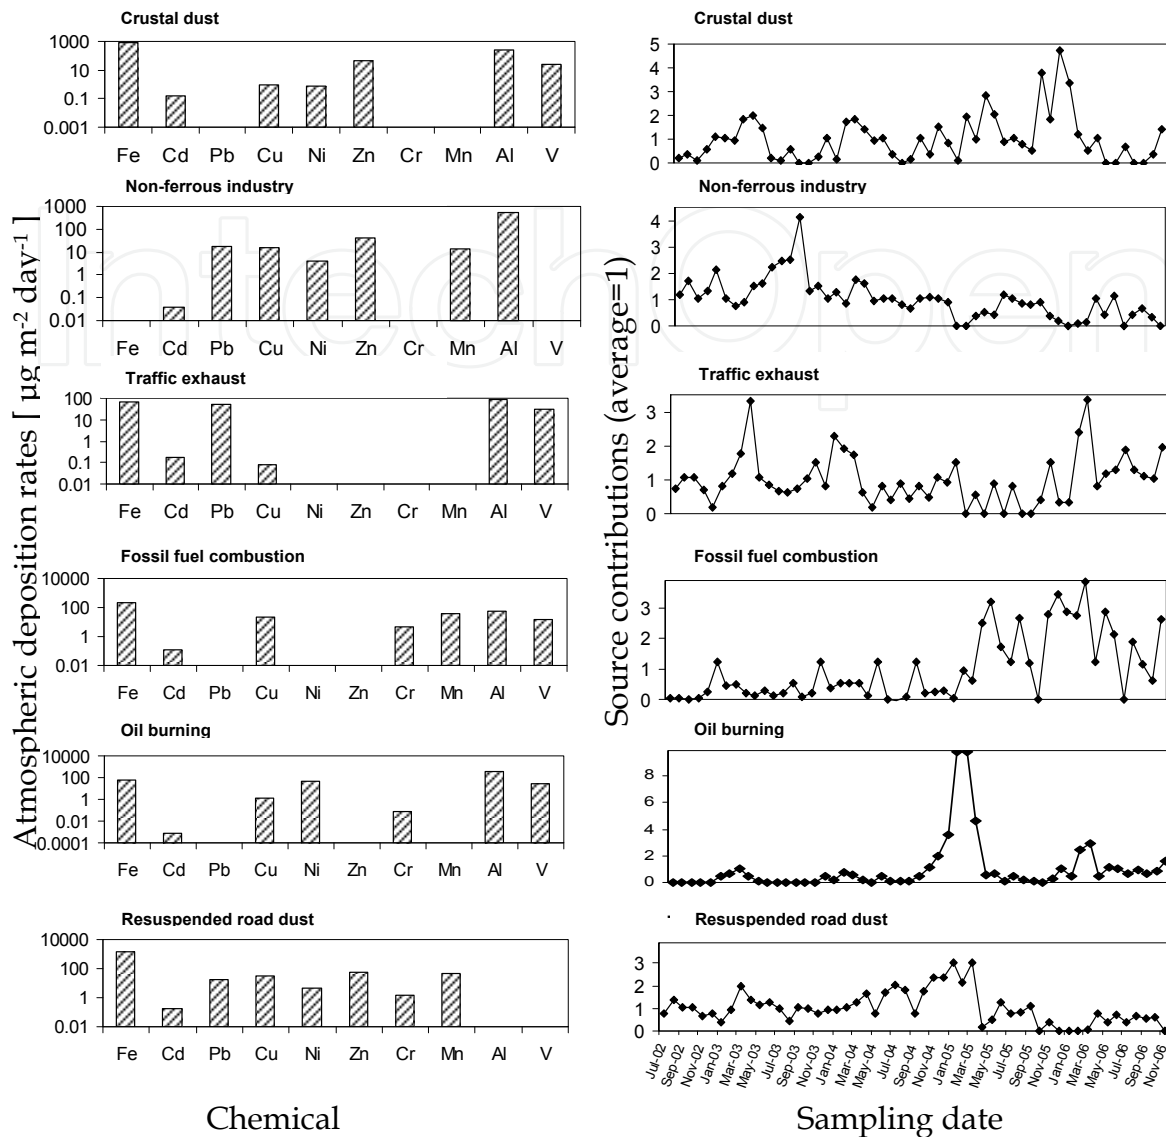 Crustal dust
1000
10
0.1
0.001
Fe Cd Pb Cu Ni Zn Cr Mn Al V
Non-ferrous industry
1000
100
10
1
0.1
0.01
Fe Cd Pb Cu Ni Zn Cr Mn Al V
Traffic exhaust
100
10
1
0.1
0.01
Fe Cd Pb Cu Ni Zn Cr Mn Al V
Fossil fuel combustion
10000
100
1
0.01
Fe Cd Pb Cu Ni Zn Cr Mn Al V
Oil burning
10000
100
1
0.01
0.0001
Fe Cd Pb Cu Ni Zn Cr Mn Al V
Resuspended road dust
10000
100
1
0.01
Fe Cd Pb Cu Ni Zn Cr Mn Al V
Atmospheric deposition rates [ µg m-2 day-1 ]
Chemical
Crustal dust
5
4
3
2
1
0
Non-ferrous industry
4
3
2
1
0
Traffic exhaust
3
2
1
0
Fossil fuel combustion
3
2
1
0
Oil burning
8
6
4
2
0
Resuspended road dust
3
2
1
0
Jul-02 Sep-02 Nov-02 Jan-03 Mar-03 May-03 Jul-03 Sep-03 Nov-03 Jan-04 Mar-04 May-04 Jul-04 Sep-04 Nov-04 Jan-05 Mar-05 May-05 Jul-05 Sep-05 Nov-05 Jan-06 Mar-06 May-06 Jul-06 Sep-06 Nov-06
Source contributions (average=1)
Sampling date
IntechOpen